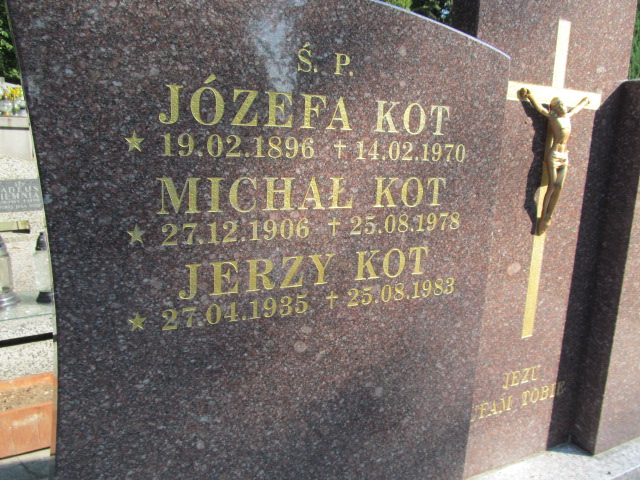 Ś. P.
JÓZEFA KOT
19.02.1896 14.02.1970
MICHAŁ KOT
27.12.1906 25.08.1978
JERZY KOT
27.04.1935 25.08.1983
JEZU
TOBIE